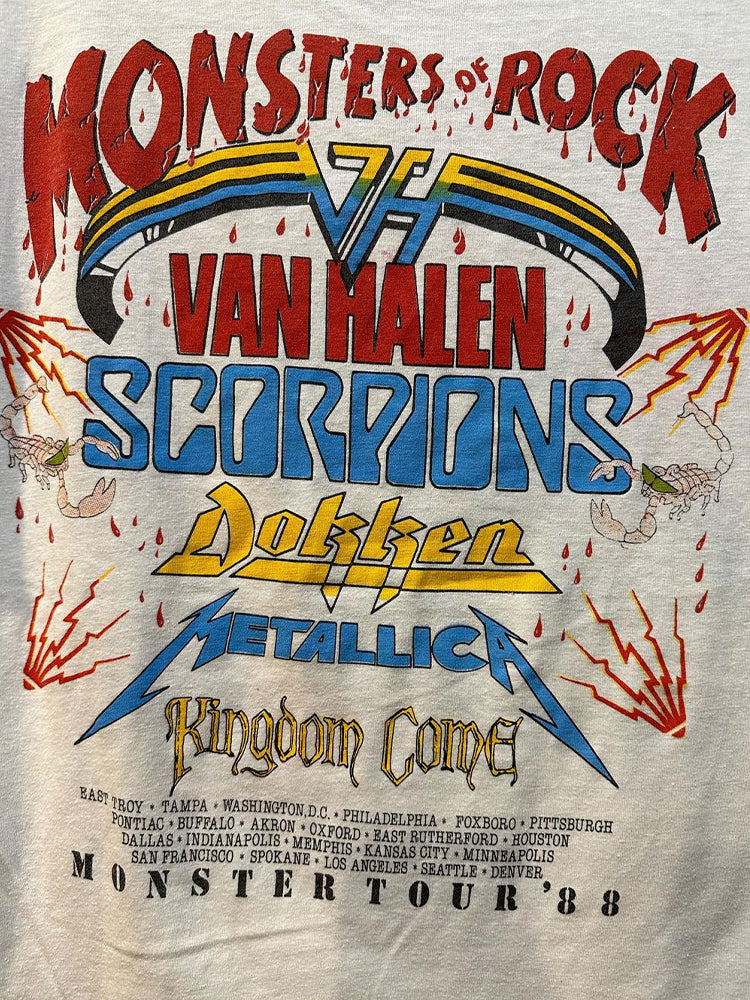 MONSTERS OF ROCK
VH
VAN HALEN
SCORPIONS
Dokken
METALLICA
Kingdom Come
EAST TROY * TAMPA * WASHINGTON,D.C. * PHILADELPHIA * FOXBORO * PITTSBURGH
PONTIAC * BUFFALO * AKRON * OXFORD * EAST RUTHERFORD * HOUSTON
DALLAS * INDIANAPOLIS * MEMPHIS * KANSAS CITY * MINNEAPOLIS
SAN FRANCISCO * SPOKANE * LOS ANGELES * SEATTLE * DENVER
MONSTER TOUR '88